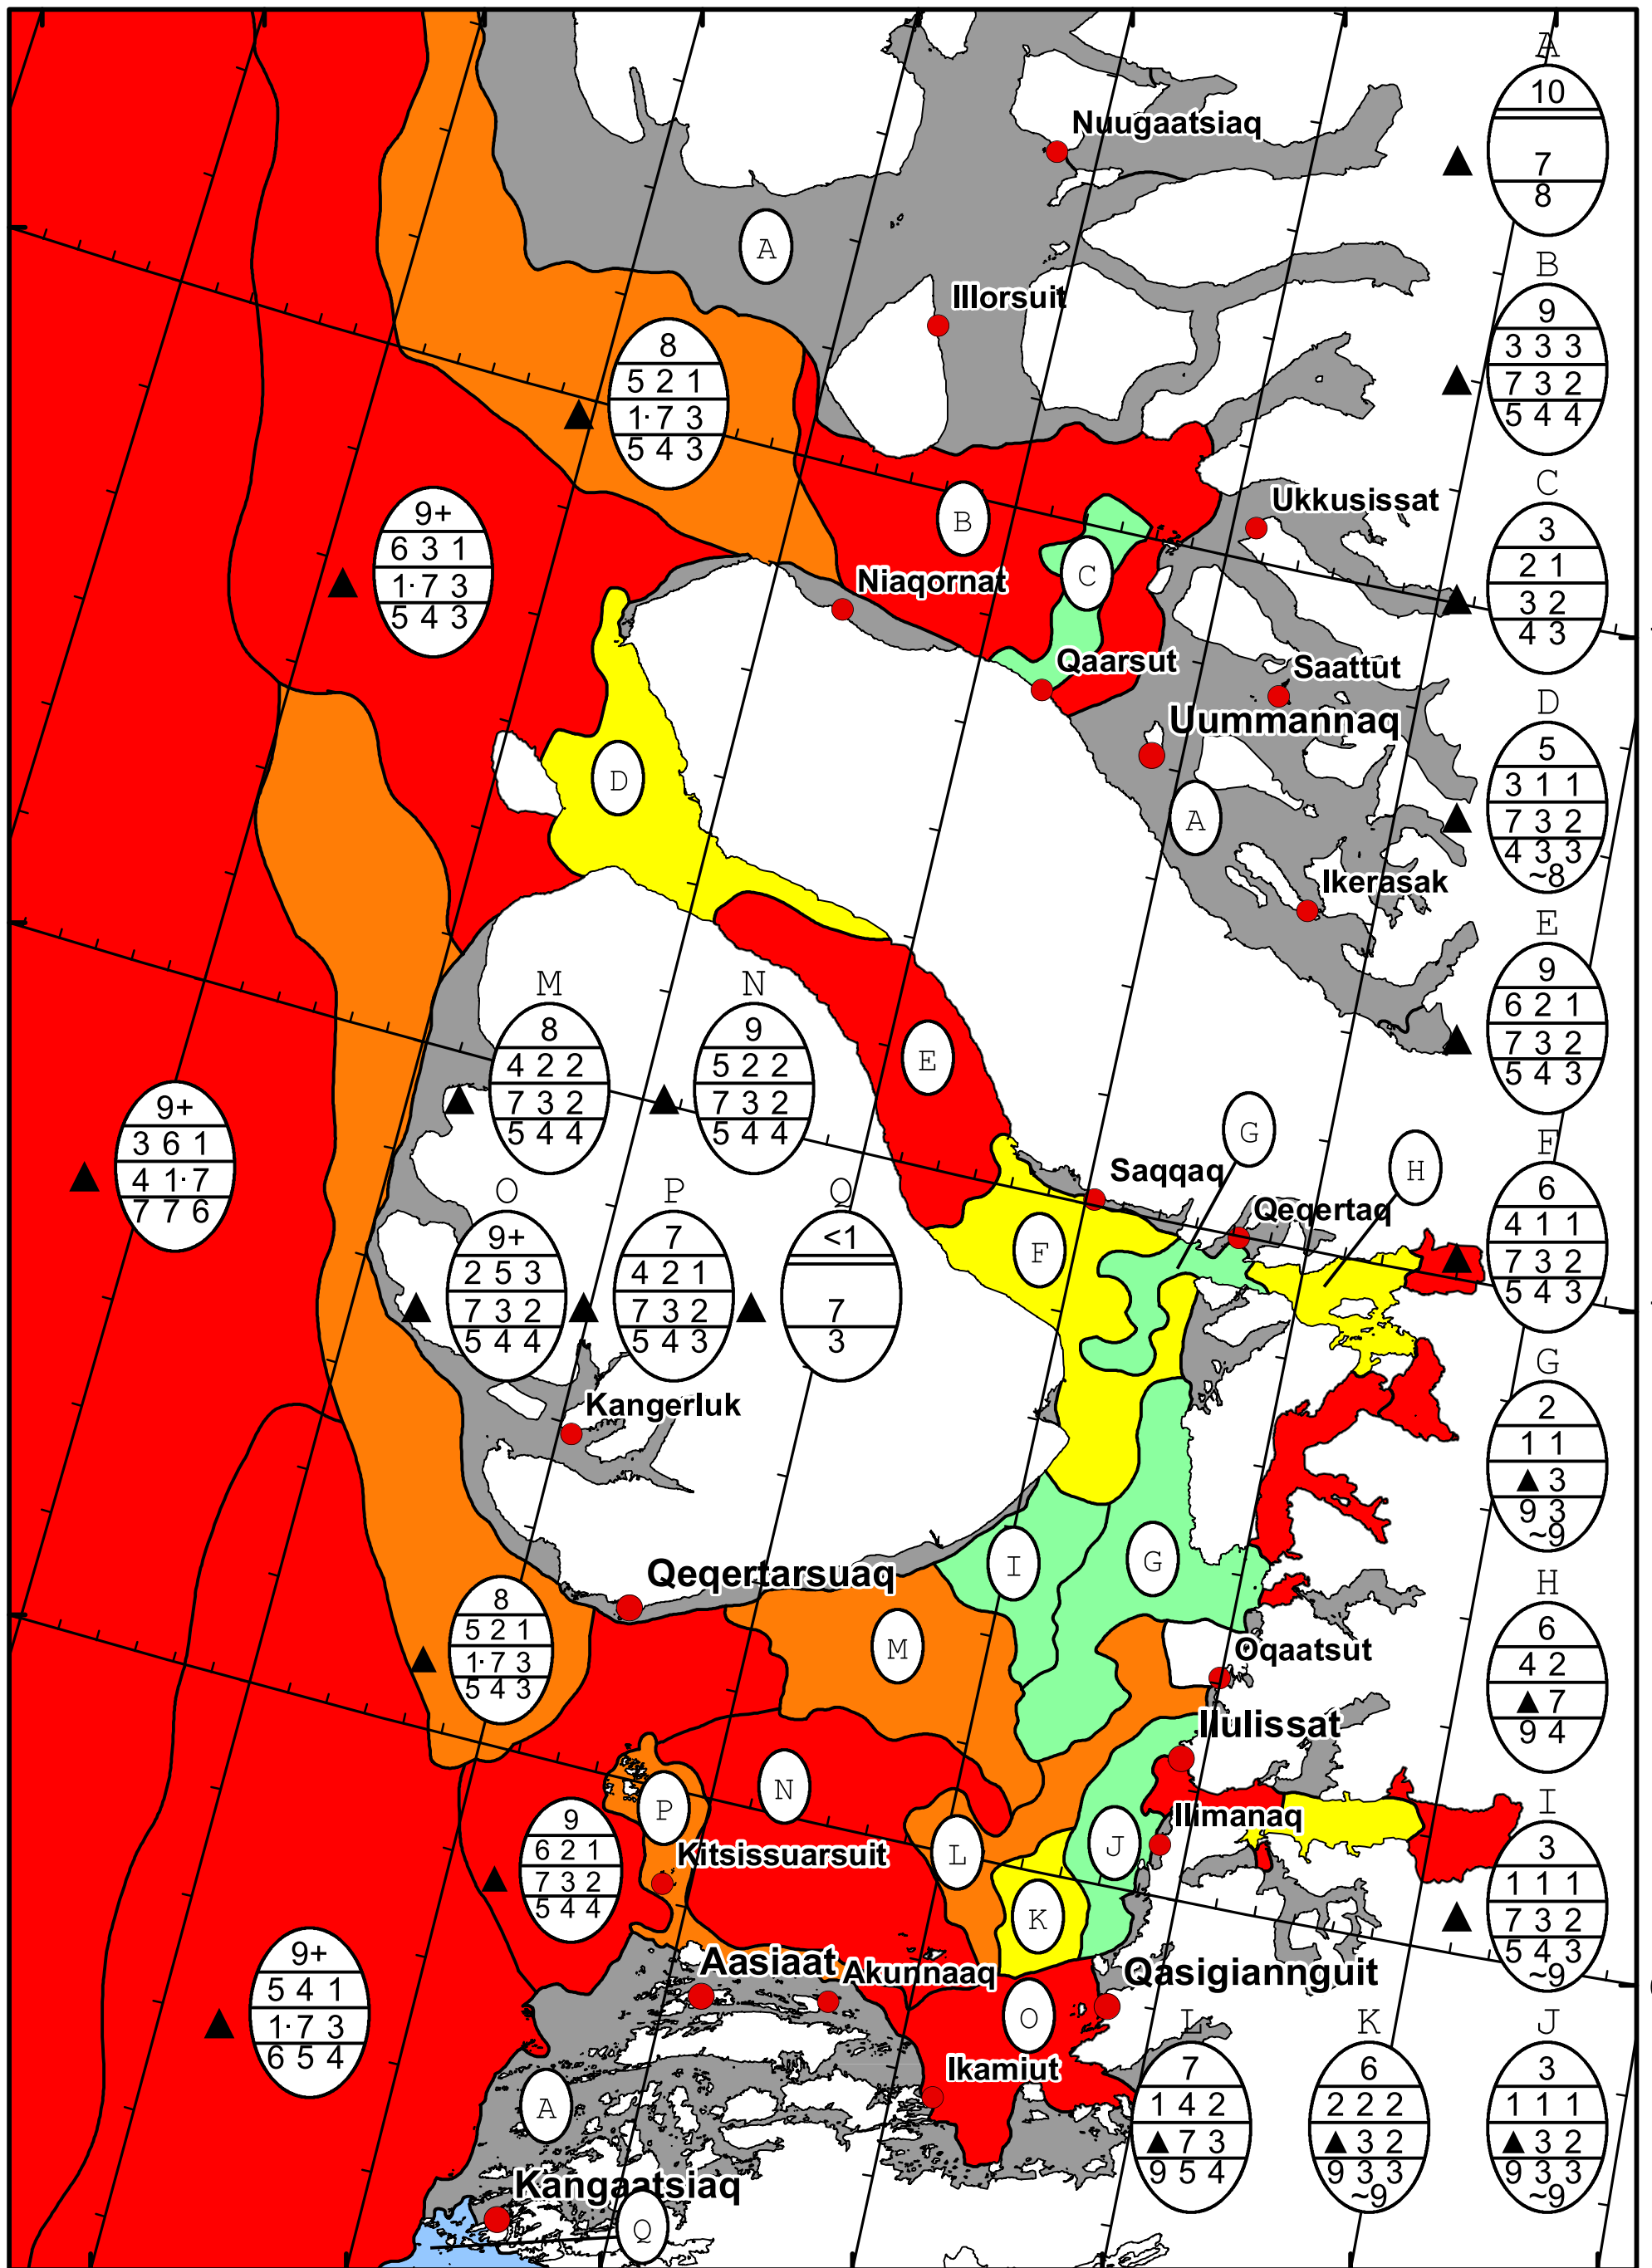 A
10
7
8
Nuugaatsiaq
A
B
9
3 3 3
7 3 2
5 4 4
Illorsuit
8
5 2 1
1· 7 3
5 4 3
9+
6 3 1
1· 7 3
5 4 3
B
C
Ukkusissat
C
3
2 1
3 2
4 3
Niaqornat
Qaarsut
Saattut
Uummannaq
D
A
D
5
3 1 1
7 3 2
4 3 3
~8
Ikerasak
E
9
6 2 1
7 3 2
5 4 3
M
8
4 2 2
7 3 2
5 4 4
N
9
5 2 2
7 3 2
5 4 4
E
9+
3 6 1
4 1· 7
7 7 6
G
H
F
6
4 1 1
7 3 2
5 4 3
Saqqaq
Qeqertaq
F
O
9+
2 5 3
7 3 2
5 4 4
P
7
4 2 1
7 3 2
5 4 3
Q
<1
7
3
Kangerluk
G
2
1 1
▲ 3
9 3
~9
I
G
Qeqertarsuaq
H
6
4 2
▲ 7
9 4
8
5 2 1
1· 7 3
5 4 3
M
Oqaatsut
Ilulissat
N
P
L
J
Ilimanaq
I
3
1 1 1
7 3 2
5 4 3
~9
9
6 2 1
7 3 2
5 4 4
Kitsissuarsuit
K
9+
5 4 1
1· 7 3
6 5 4
Aasiaat
Akunnaaq
Qasigiannguit
O
Ikamiut
L
7
1 4 2
▲ 7 3
9 5 4
K
6
2 2 2
▲ 3 2
9 3 3
~9
J
3
1 1 1
▲ 3 2
9 3 3
~9
A
Kangaatsiaq
Q